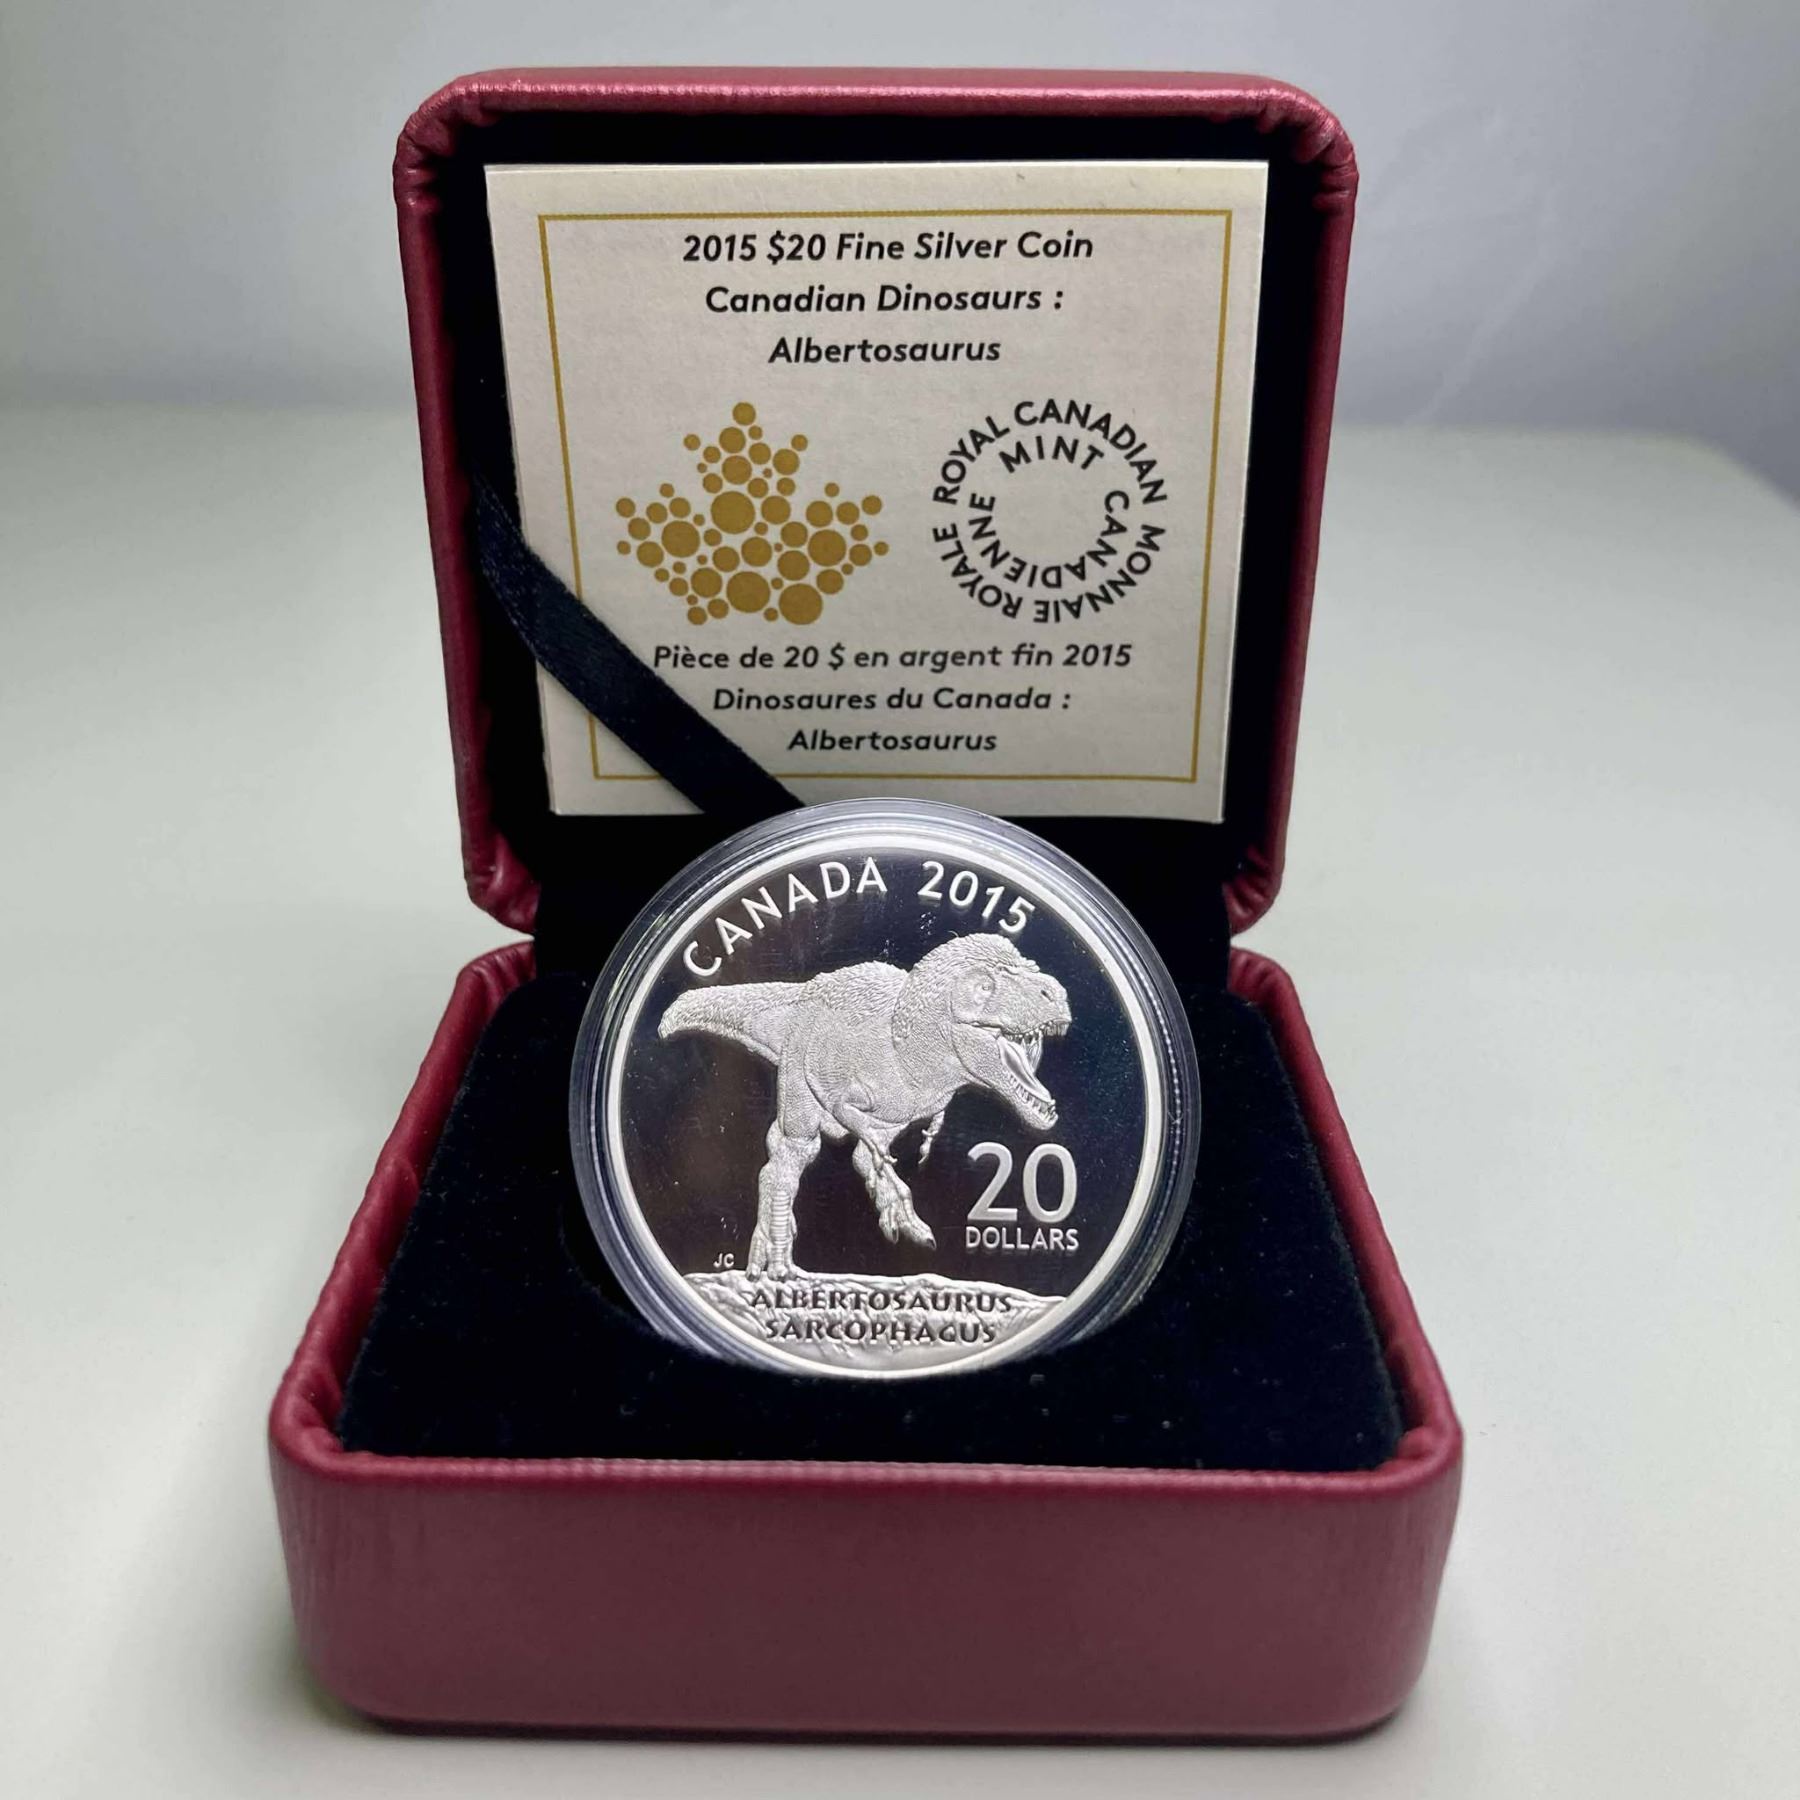 2015 $20 Fine Silver Coin
Canadian Dinosaurs :
Albertosaurus
ROYAL CANADIAN MINT
MONNAIE ROYALE CANADIENNE
Pièce de 20 $ en argent fin 2015
Dinosaures du Canada :
Albertosaurus
CANADA 2015
20
DOLLARS
JC
ALBERTOSAURUS
SARCOPHAGUS